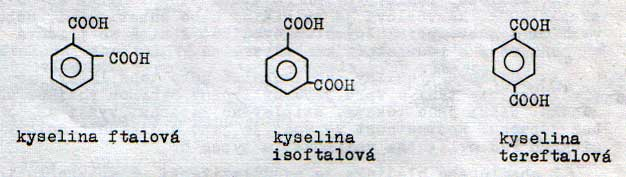 COOH
COOH
kyselina ftalová
COOH
COOH
kyselina
isoftalová
COOH
COOH
kyselina
tereftalová